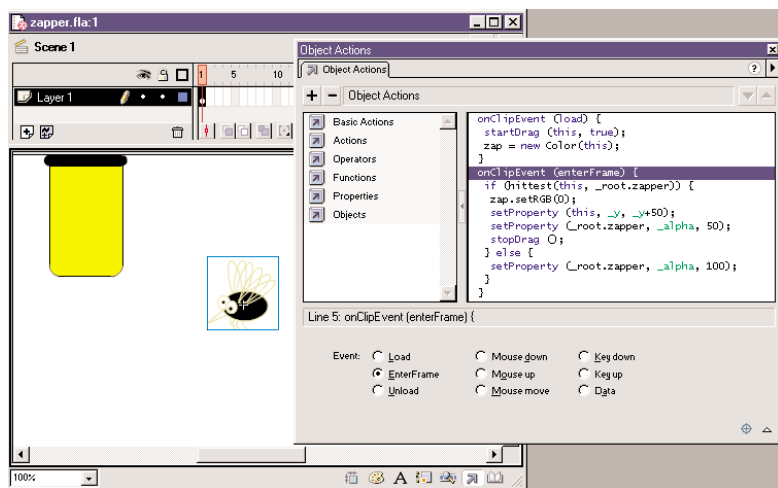 zapper.fla:1
Scene 1
1 5 10
Layer 1
100%
Object Actions
Object Actions
?
+ − Object Actions
Basic Actions
Actions
Operators
Functions
Properties
Objects
onClipEvent (load) {
startDrag (this, true);
zap = new Color(this);
}
onClipEvent (enterFrame) {
if (hittest(this, _root.zapper)) {
zap.setRGB(0);
setProperty (this, _y, _y+50);
setProperty (_root.zapper, _alpha, 50);
stopDrag ();
} else {
setProperty (_root.zapper, _alpha, 100);
}
}
Line 5: onClipEvent (enterFrame) {
Event: Load Mouse down Key down
EnterFrame Mouse up Key up
Unload Mouse move Data